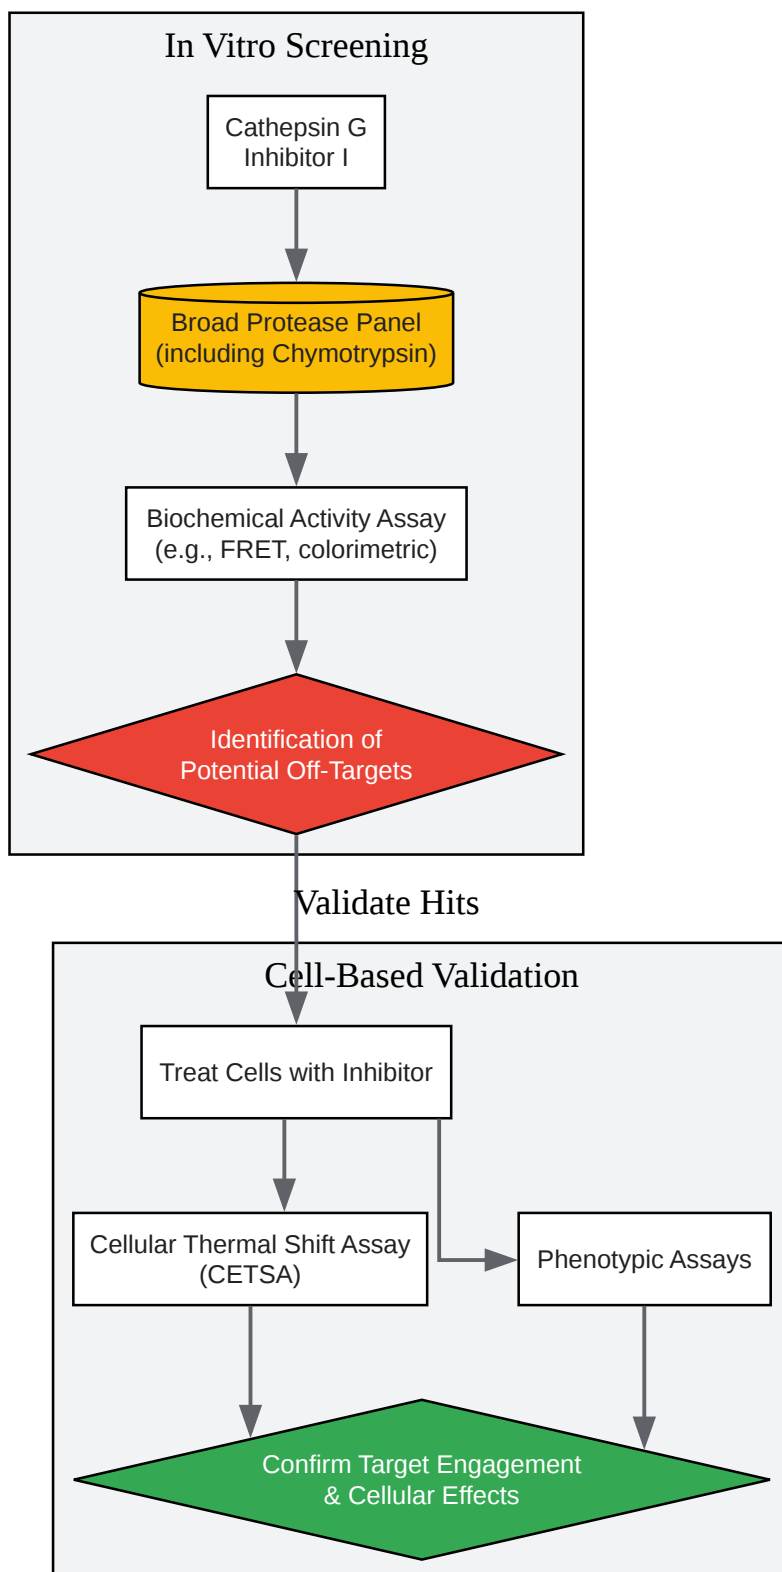 In Vitro Screening
Cathepsin G
Inhibitor I
Broad Protease Panel
(including Chymotrypsin)
Biochemical Activity Assay
(e.g., FRET, colorimetric)
Identification of
Potential Off-Targets
Validate Hits
Cell-Based Validation
Treat Cells with Inhibitor
Cellular Thermal Shift Assay
(CETSA)
Phenotypic Assays
Confirm Target Engagement
& Cellular Effects